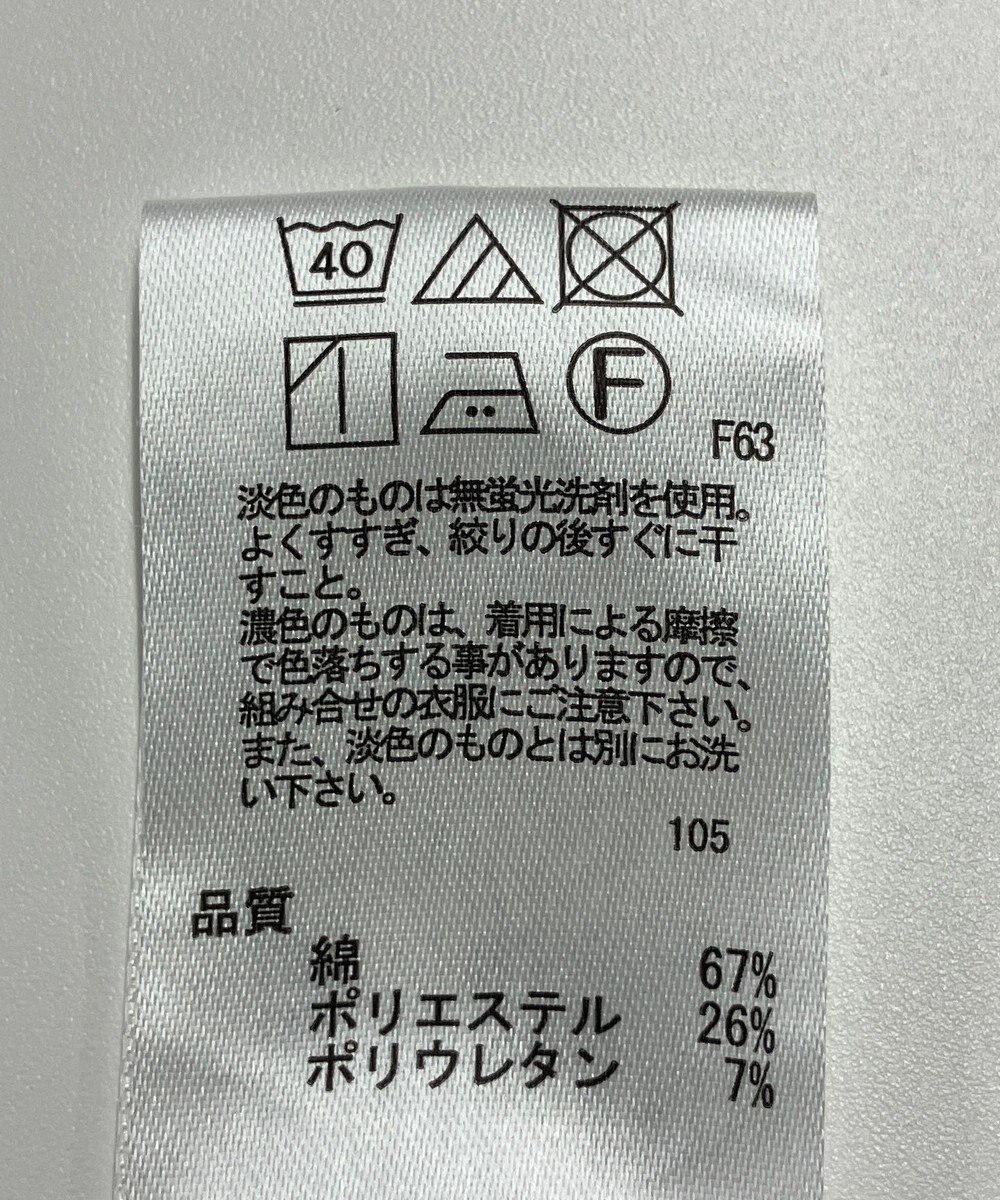 40
F
F63
淡色のものは無蛍光洗剤を使用。
よくすすぎ、絞りの後すぐに干
すこと。
濃色のものは、着用による摩擦
で色落ちする事がありますので、
組み合せの衣服にご注意下さい。
また、淡色のものとは別にお洗
い下さい。
105
品質
綿 67%
ポリエステル 26%
ポリウレタン 7%